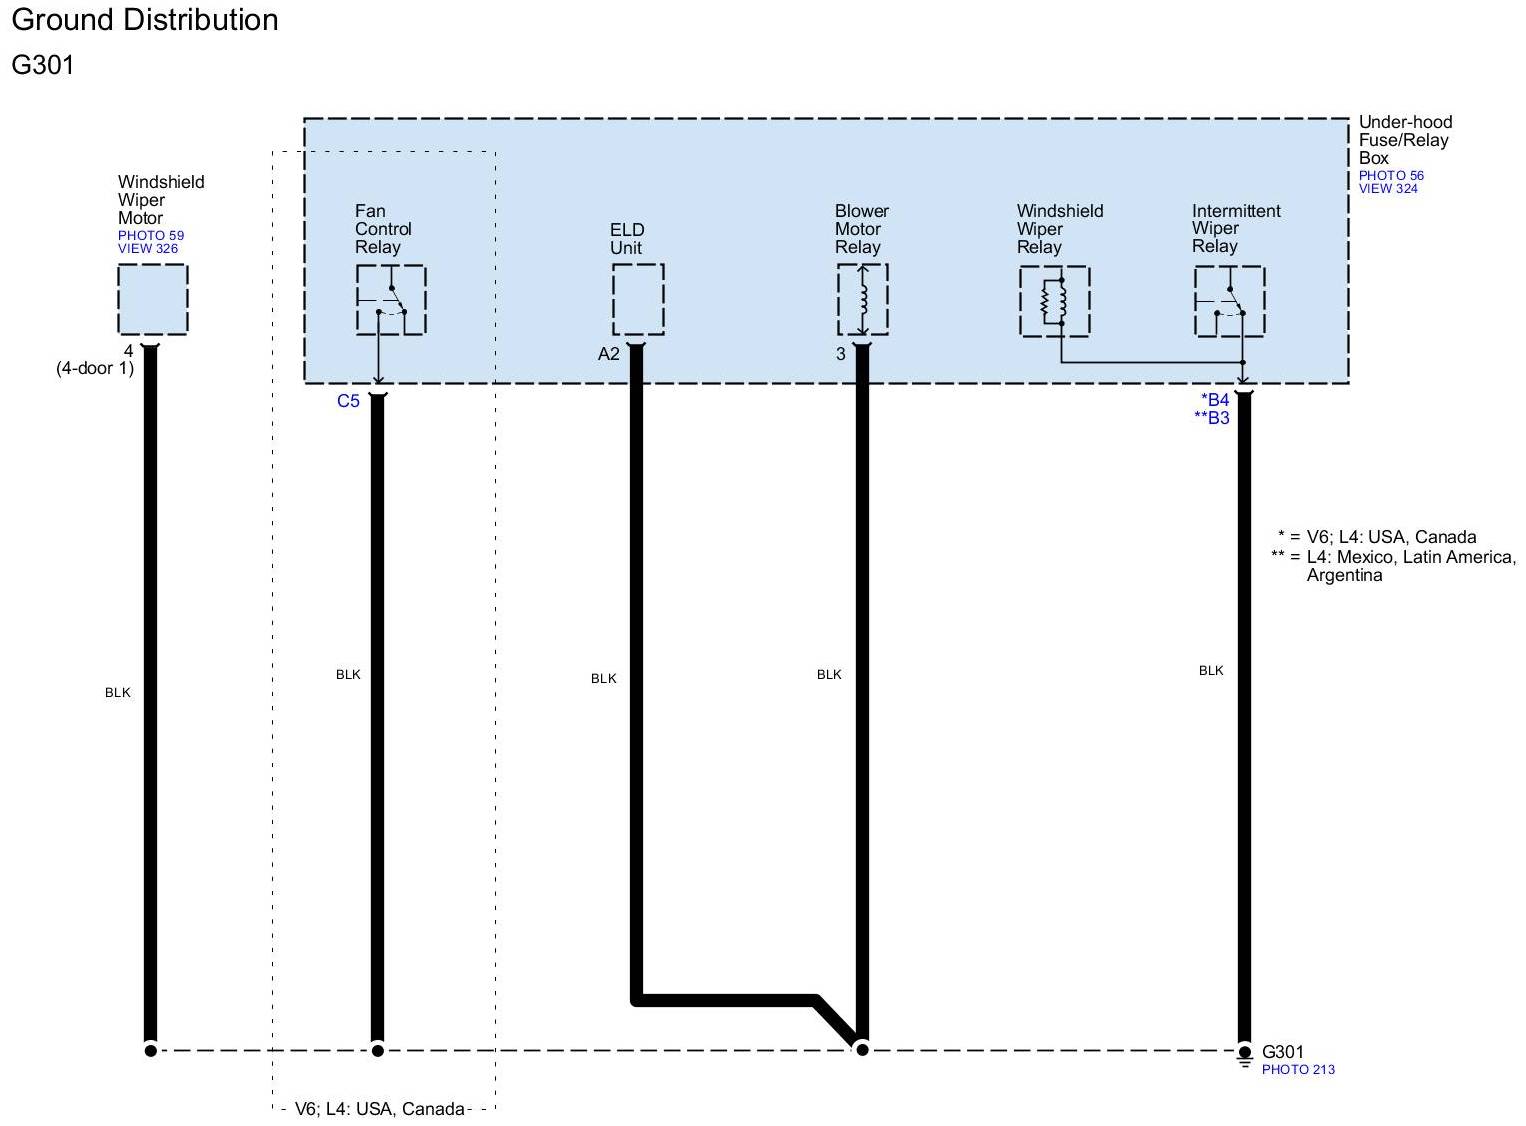 Ground Distribution
G301
Under-hood
Fuse/Relay
Box
PHOTO 56
VIEW 324
Windshield
Wiper
Motor
PHOTO 59
VIEW 326
Fan
Control
Relay
ELD
Unit
Blower
Motor
Relay
Windshield
Wiper
Relay
Intermittent
Wiper
Relay
4
(4-door 1)
A2
3
C5
*B4
**B3
* = V6; L4: USA, Canada
** = L4: Mexico, Latin America,
Argentina
BLK
BLK
BLK
BLK
BLK
G301
PHOTO 213
V6; L4: USA, Canada